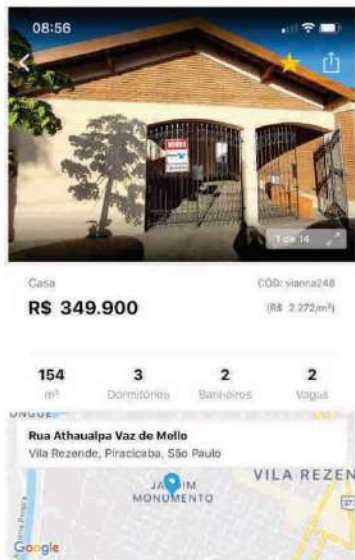 08:56
VENDE
1 de 14
Casa
COD: vianna248
R$ 349.900
(R$ 2.272/m²)
154
3
2
2
m²
Dormitórios
Banheiros
Vagas
Rua Athaualpa Vaz de Mello
Vila Rezende, Piracicaba, São Paulo
JARDIM
MONUMENTO
VILA REZEN
Google